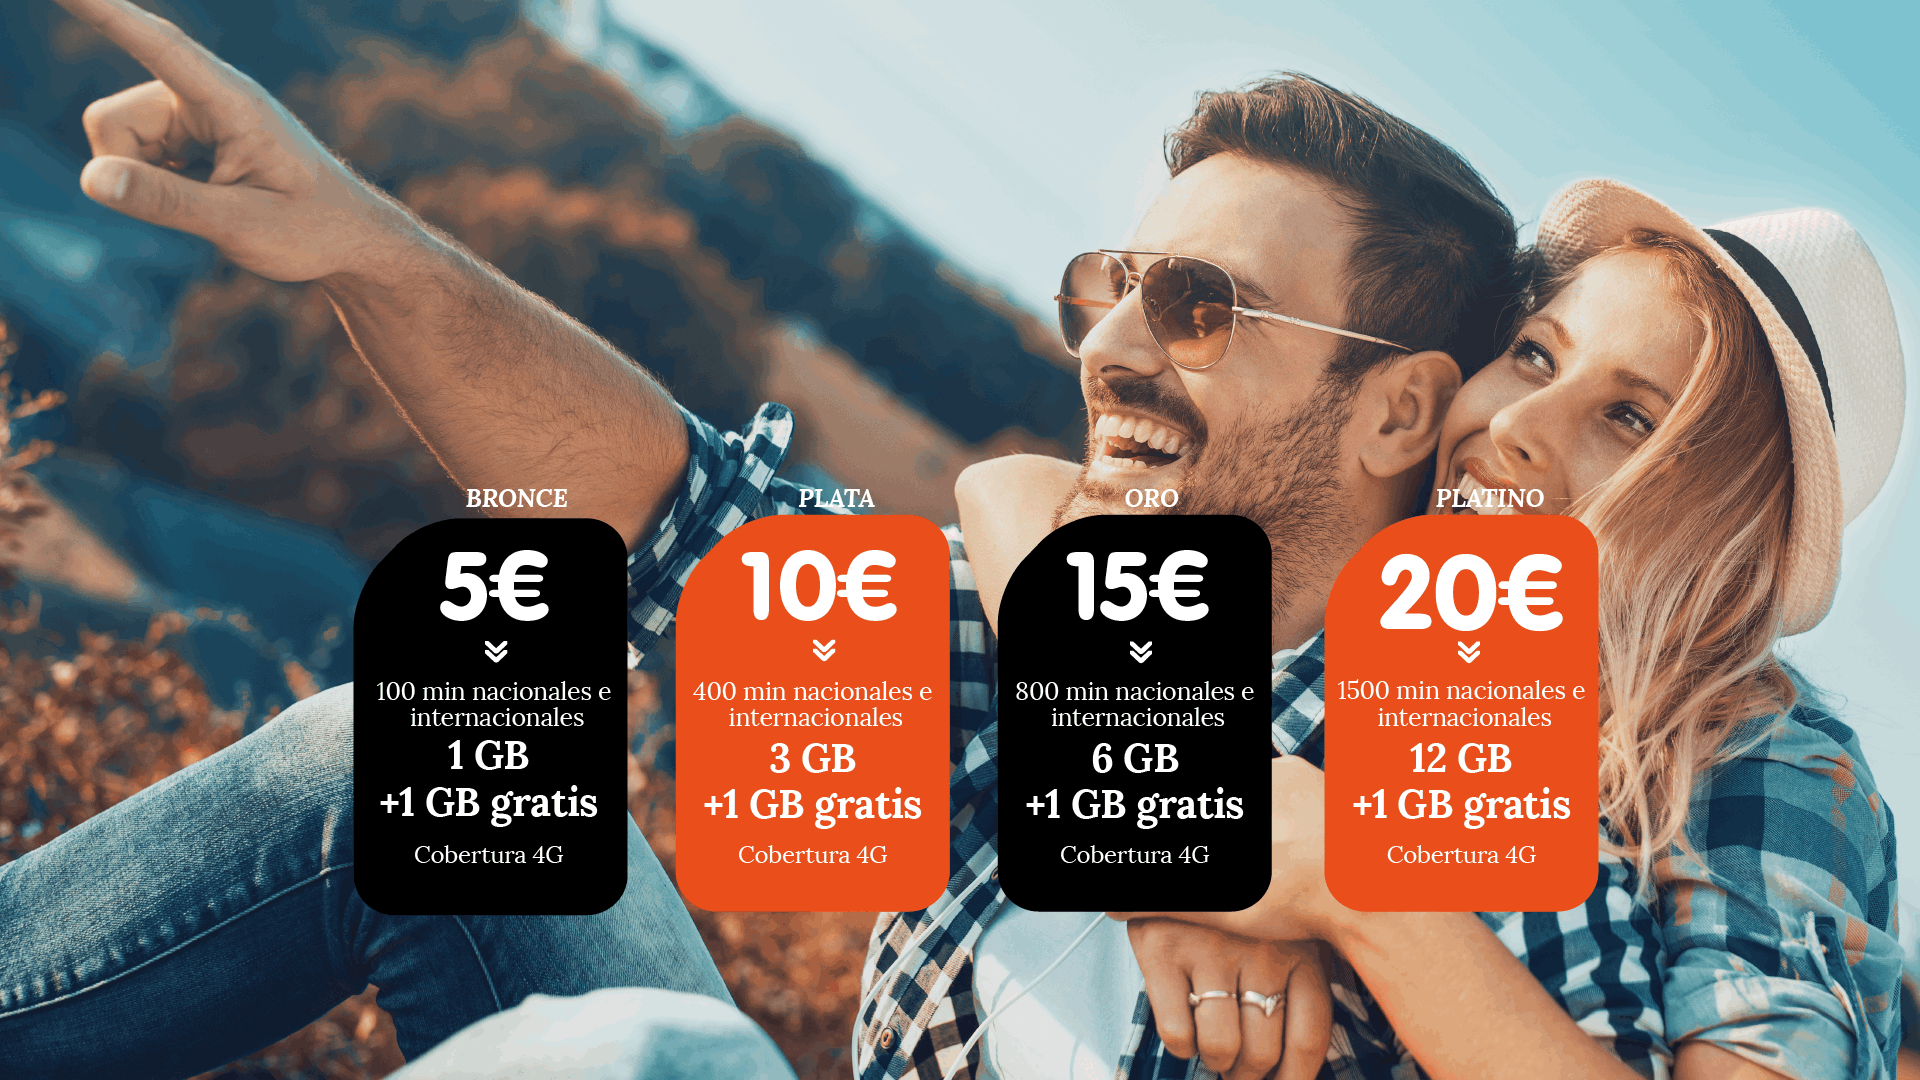 BRONCE
5€
100 min nacionales e
internacionales
1 GB
+1 GB gratis
Cobertura 4G
PLATA
10€
400 min nacionales e
internacionales
3 GB
+1 GB gratis
Cobertura 4G
ORO
15€
800 min nacionales e
internacionales
6 GB
+1 GB gratis
Cobertura 4G
PLATINO
20€
1500 min nacionales e
internacionales
12 GB
+1 GB gratis
Cobertura 4G